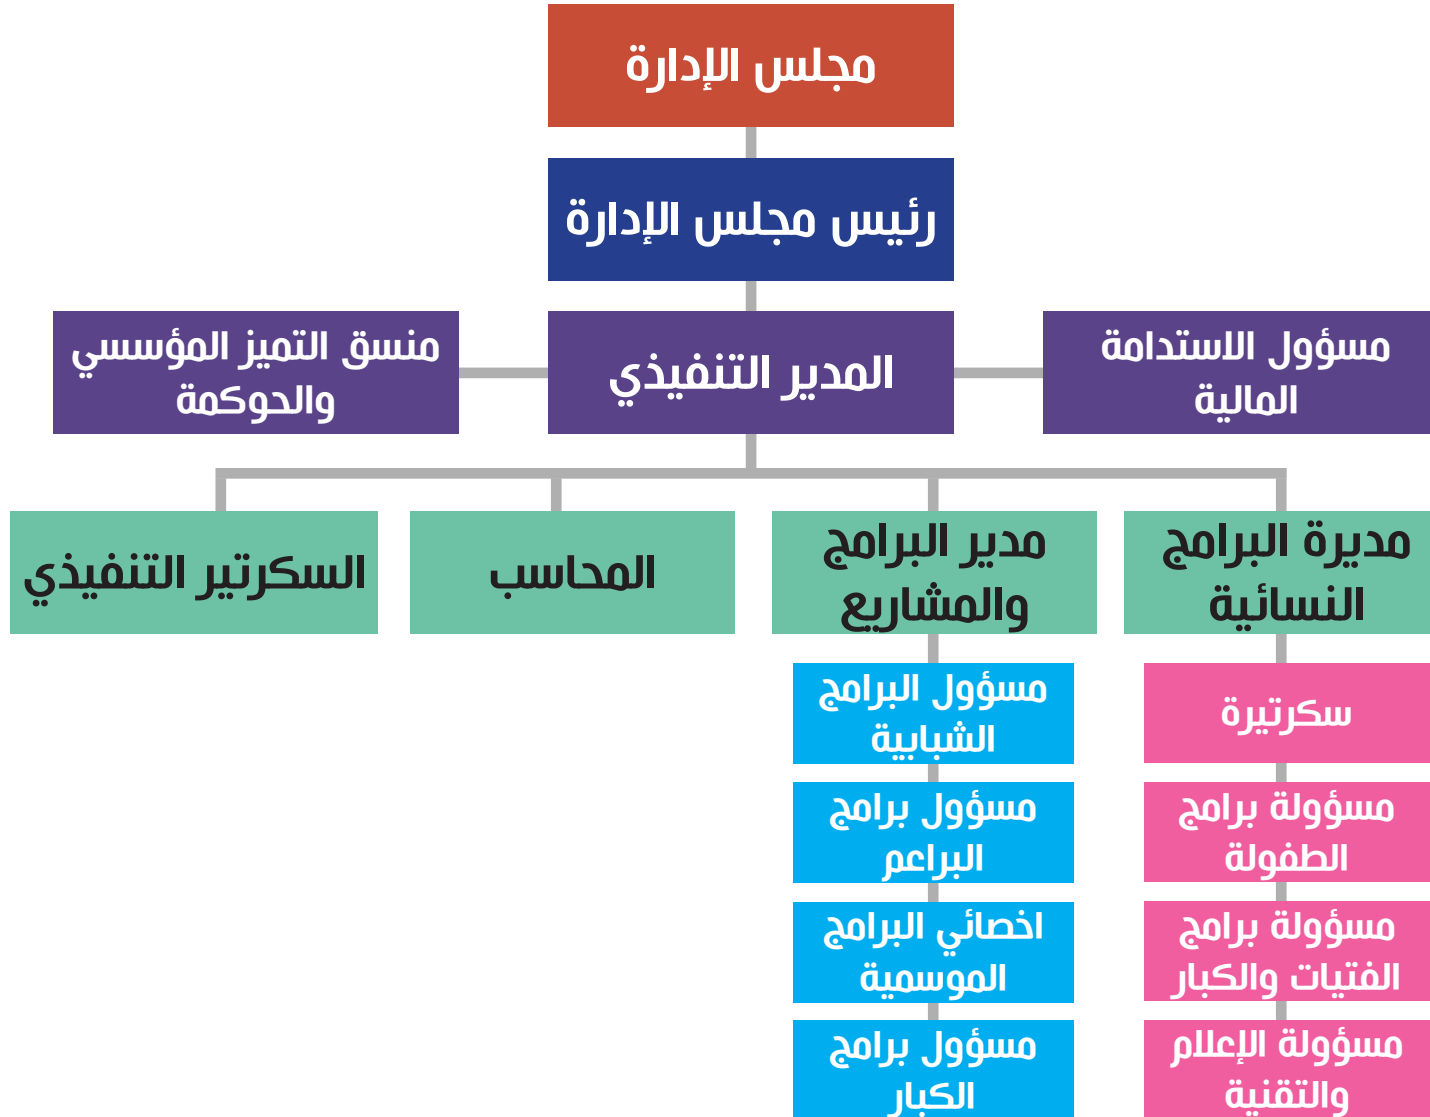 مجلس الإدارة
رئيس مجلس الإدارة
مسؤول الاستدامة
المالية
المدير التنفيذي
منسق التميز المؤسسي
والحوكمة
مديرة البرامج
النسائية
مدير البرامج
والمشاريع
المحاسب
السكرتير التنفيذي
سكرتيرة
مسؤولة برامج
الطفولة
مسؤولة برامج
الفتيات والكبار
مسؤولة الإعلام
والتقنية
مسؤول البرامج
الشبابية
مسؤول برامج
البراعم
اخصائي البرامج
الموسمية
مسؤول برامج
الكبار